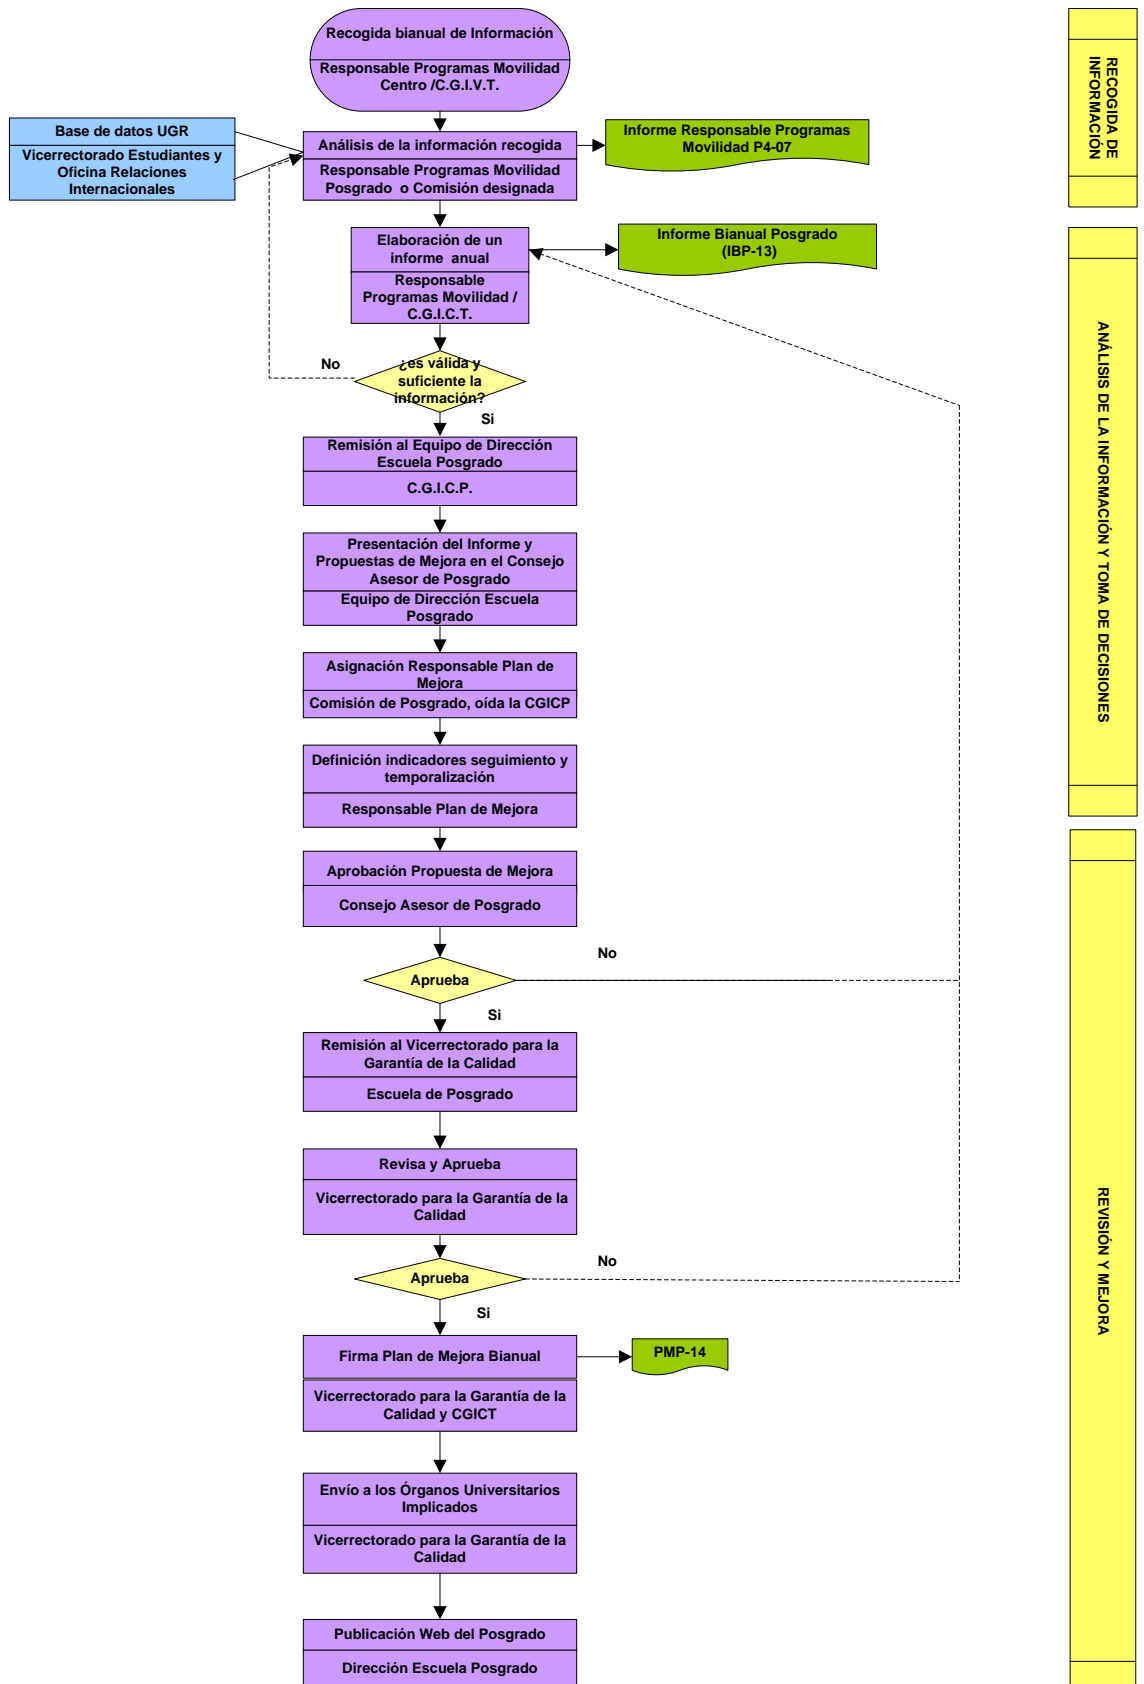 Recogida bianual de Información
Responsable Programas Movilidad
Centro /C.G.I.V.T.
RECOGIDA DE
INFORMACIÓN
Base de datos UGR
Vicerrectorado Estudiantes y
Oficina Relaciones
Internacionales
Análisis de la información recogida
Responsable Programas Movilidad
Posgrado o Comisión designada
Informe Responsable Programas
Movilidad P4-07
Elaboración de un
informe anual
Responsable
Programas Movilidad /
C.G.I.C.T.
Informe Bianual Posgrado
(IBP-13)
ANÁLISIS DE LA INFORMACIÓN Y TOMA DE DECISIONES
No
¿es válida y
suficiente la
información?
Si
Remisión al Equipo de Dirección
Escuela Posgrado
C.G.I.C.P.
Presentación del Informe y
Propuestas de Mejora en el Consejo
Asesor de Posgrado
Equipo de Dirección Escuela
Posgrado
Asignación Responsable Plan de
Mejora
Comisión de Posgrado, oída la CGICP
Definición indicadores seguimiento y
temporalización
Responsable Plan de Mejora
Aprobación Propuesta de Mejora
Consejo Asesor de Posgrado
No
Aprueba
Si
Remisión al Vicerrectorado para la
Garantía de la Calidad
Escuela de Posgrado
REVISIÓN Y MEJORA
Revisa y Aprueba
Vicerrectorado para la Garantía de la
Calidad
No
Aprueba
Si
Firma Plan de Mejora Bianual
Vicerrectorado para la Garantía de la
Calidad y CGICT
PMP-14
Envío a los Órganos Universitarios
Implicados
Vicerrectorado para la Garantía de la
Calidad
Publicación Web del Posgrado
Dirección Escuela Posgrado